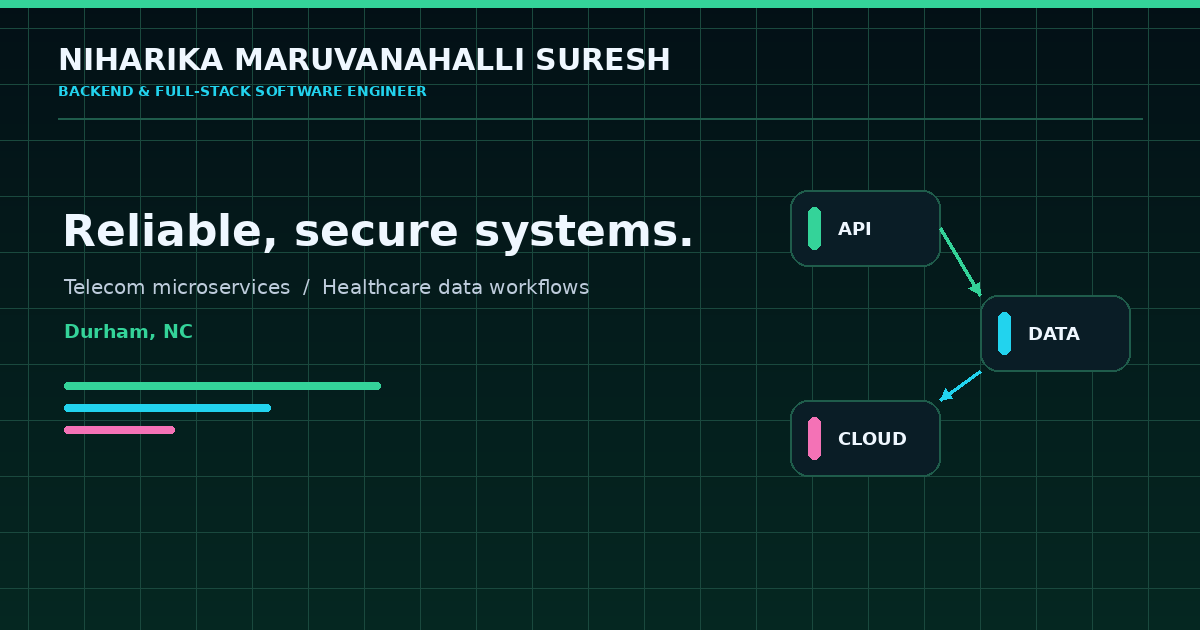 NIHARIKA MARUVANAHALLI SURESH
BACKEND & FULL-STACK SOFTWARE ENGINEER
Reliable, secure systems.
Telecom microservices / Healthcare data workflows
Durham, NC
API
DATA
CLOUD